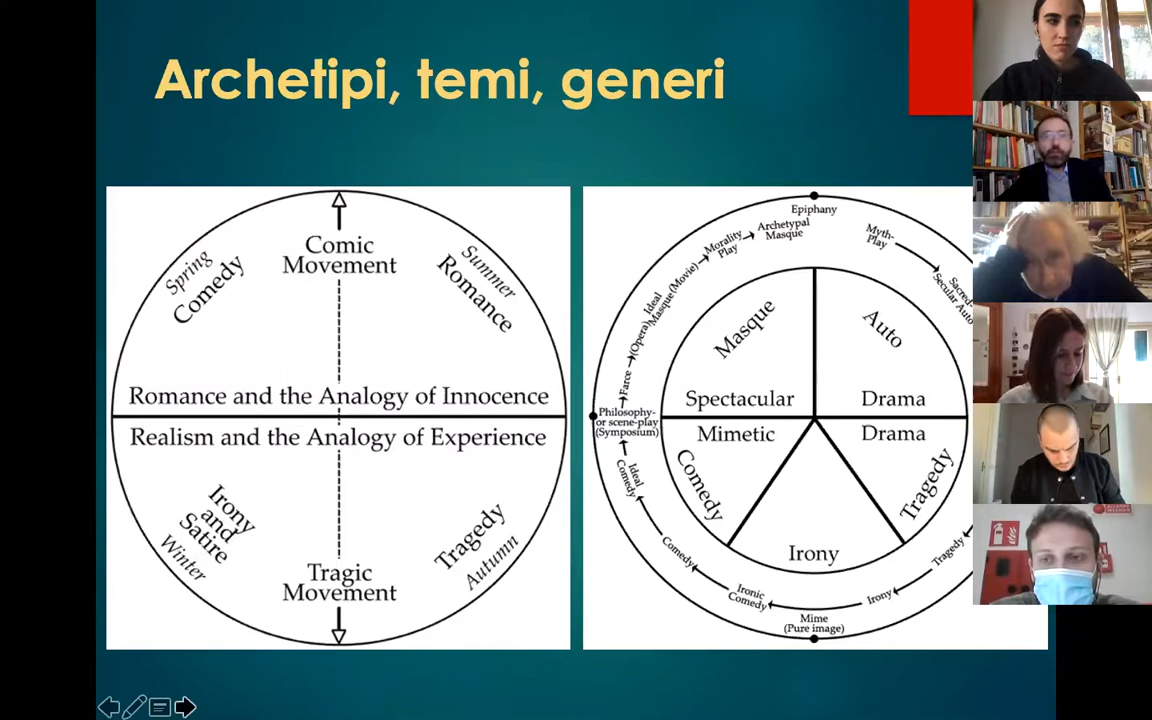 Archetipi, temi, generi
Comic
Movement
Spring
Comedy
Summer
Romance
Romance and the Analogy of Innocence
Realism and the Analogy of Experience
Irony
and
Satire
Winter
Tragedy
Autumn
Tragic
Movement
Epiphany
Archetypal
Masque
Morality
Play
(Movie)
Ideal
Masque
(Opera)
Farce
Philosophy-
or scene-play
(Symposium)
Ideal
Comedy
Comedy
Ironic
Comedy
Mime
(Pure image)
Irony
Tragedy
Myth-
Play
Sacred-
Secular Auto
Masque
Auto
Spectacular
Drama
Mimetic
Drama
Comedy
Tragedy
Irony